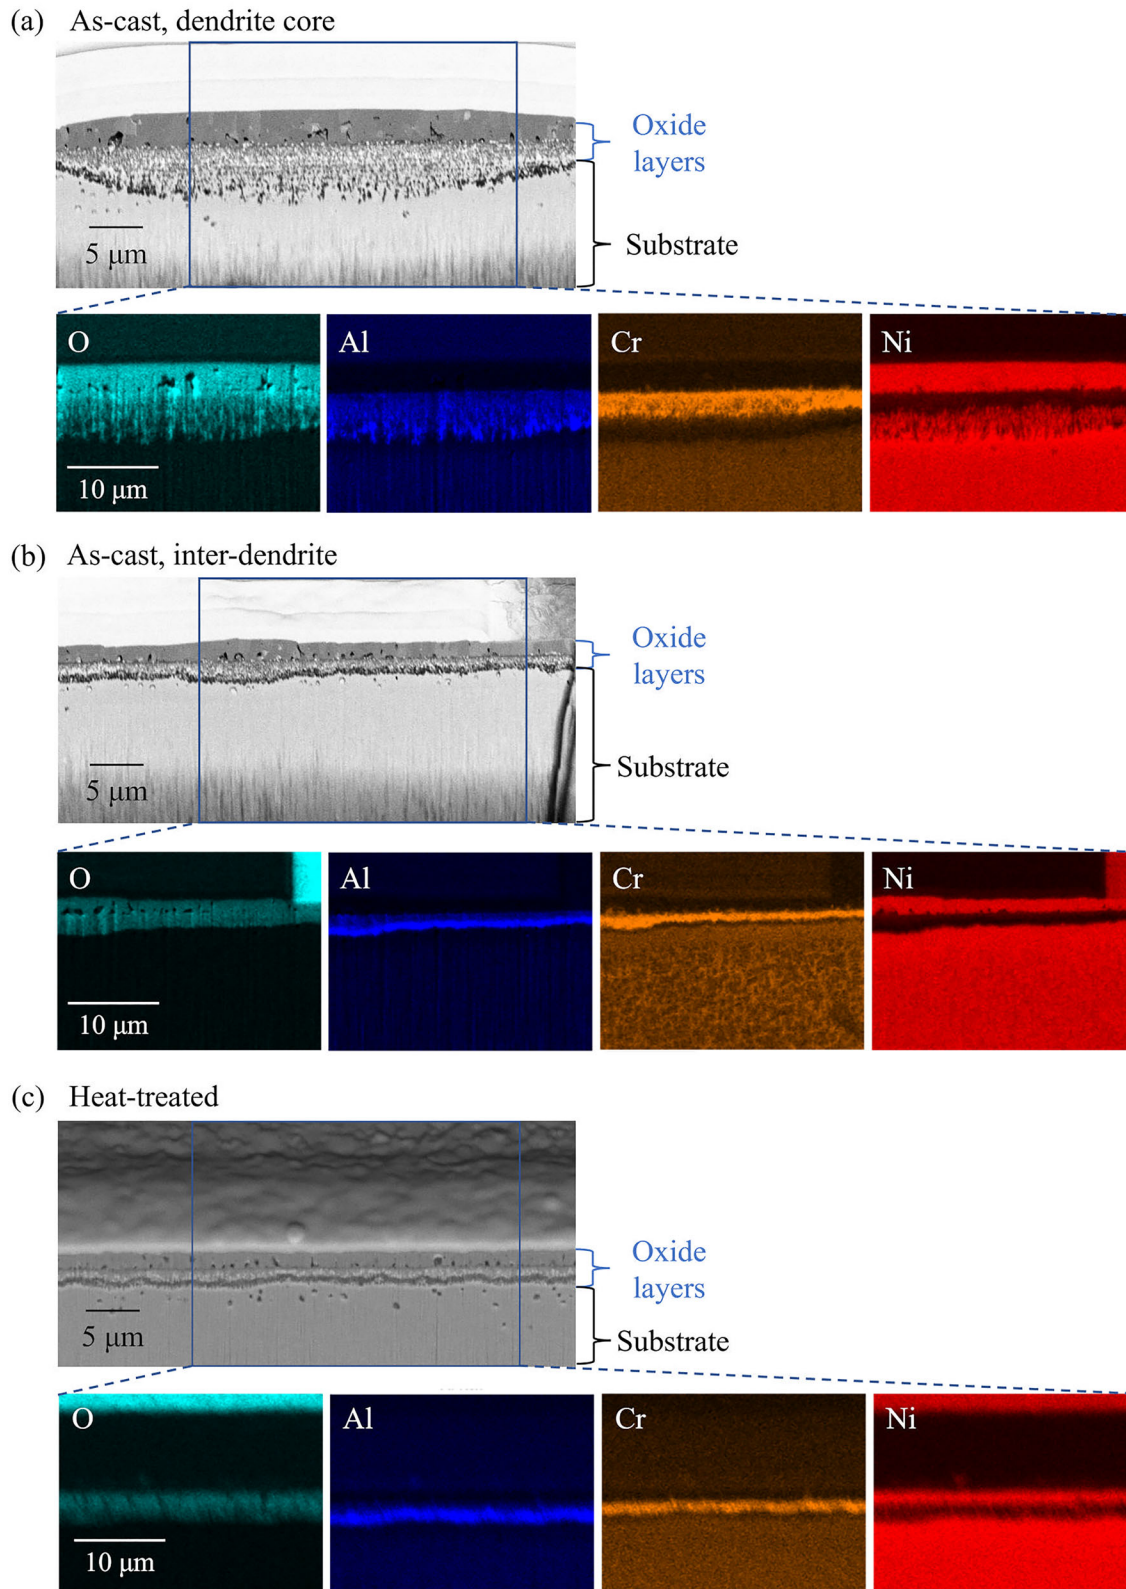 (a) As-cast, dendrite core
Oxide
layers
Substrate
5 μm
O
Al
Cr
Ni
10 μm
(b) As-cast, inter-dendrite
Oxide
layers
Substrate
5 μm
O
Al
Cr
Ni
10 μm
(c) Heat-treated
Oxide
layers
5 μm
Substrate
O
Al
Cr
Ni
10 μm